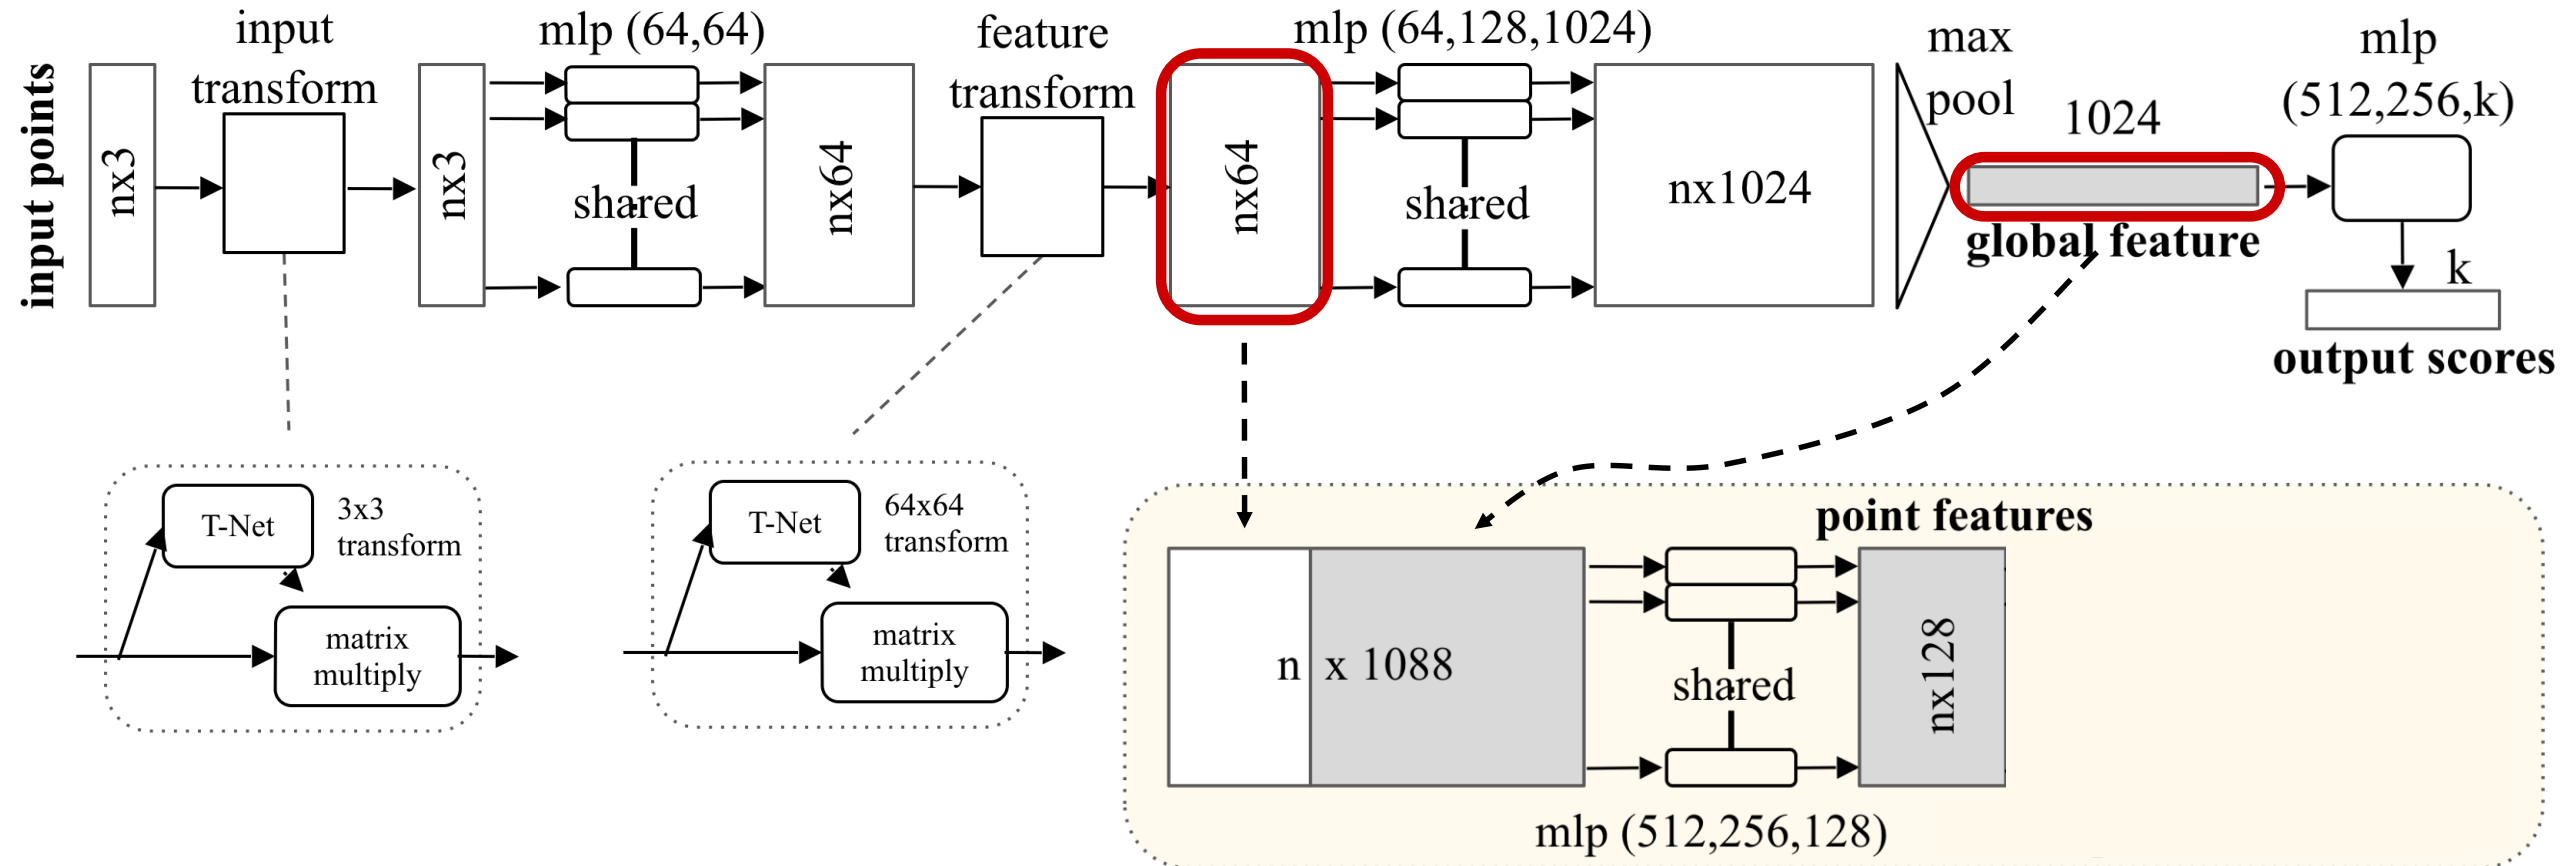 input points
nx3
input
transform
nx3
mlp (64,64)
shared
nx64
feature
transform
nx64
mlp (64,128,1024)
shared
nx1024
max
pool
1024
global feature
mlp
(512,256,k)
k
output scores
T-Net
3x3
transform
matrix
multiply
T-Net
64x64
transform
matrix
multiply
n x 1088
shared
mlp (512,256,128)
point features
nx128